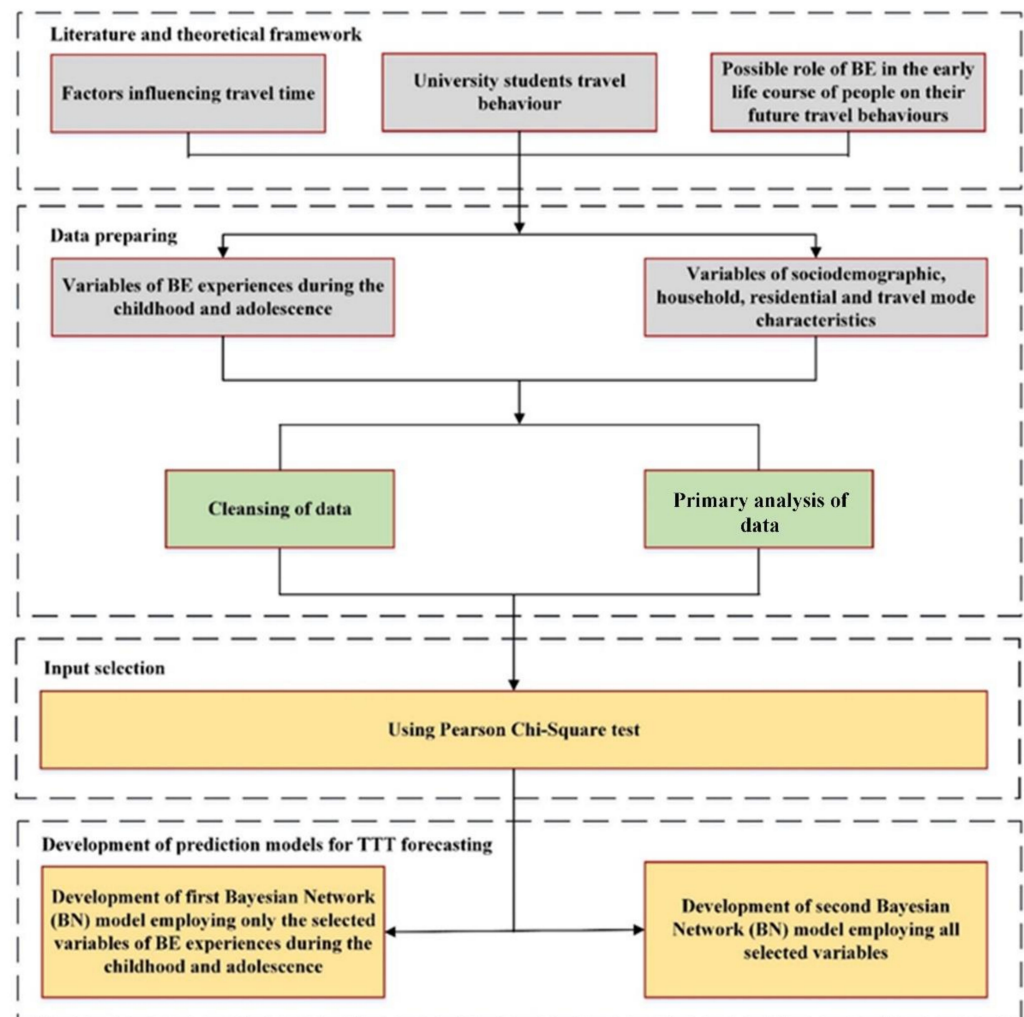 Literature and theoretical framework
Factors influencing travel time
University students travel
behaviour
Possible role of BE in the early
life course of people on their
future travel behaviours
Data preparing
Variables of BE experiences during the
childhood and adolescence
Variables of sociodemographic,
household, residential and travel mode
characteristics
Cleansing of data
Primary analysis of
data
Input selection
Using Pearson Chi-Square test
Development of prediction models for TTT forecasting
Development of first Bayesian Network
(BN) model employing only the selected
variables of BE experiences during the
childhood and adolescence
Development of second Bayesian
Network (BN) model employing all
selected variables